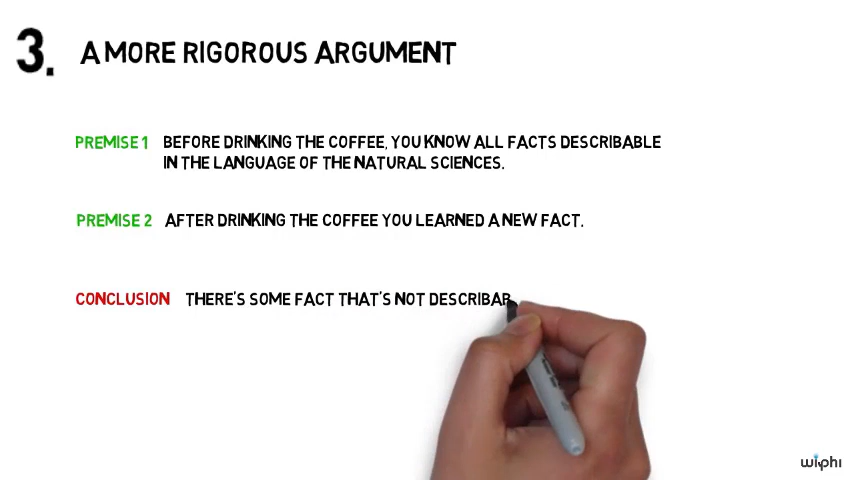 3. A MORE RIGOROUS ARGUMENT
PREMISE 1 BEFORE DRINKING THE COFFEE, YOU KNOW ALL FACTS DESCRIBABLE
IN THE LANGUAGE OF THE NATURAL SCIENCES.
PREMISE 2 AFTER DRINKING THE COFFEE YOU LEARNED A NEW FACT.
CONCLUSION THERE'S SOME FACT THAT'S NOT DESCRIBAB
wiphi